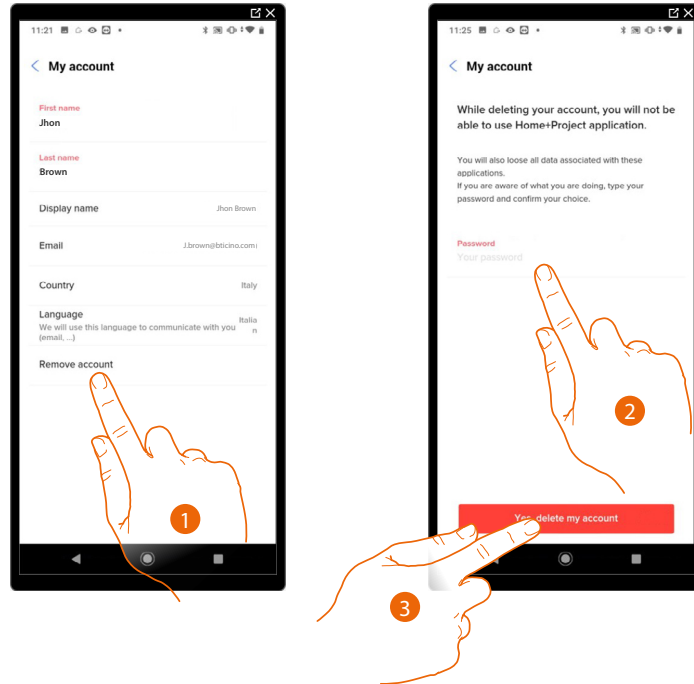 11:21
My account
First name
Jhon
Last name
Brown
Display name Jhon Brown
Email J.brown@bticino.com
Country Italy
Language Italia
We will use this language to communicate with you n
(email, ...)
Remove account
1
11:25
My account
While deleting your account, you will not be
able to use Home+Project application.
You will also loose all data associated with these
applications.
If you are aware of what you are doing, type your
password and confirm your choice.
Password
Your password
2
Yes, delete my account
3